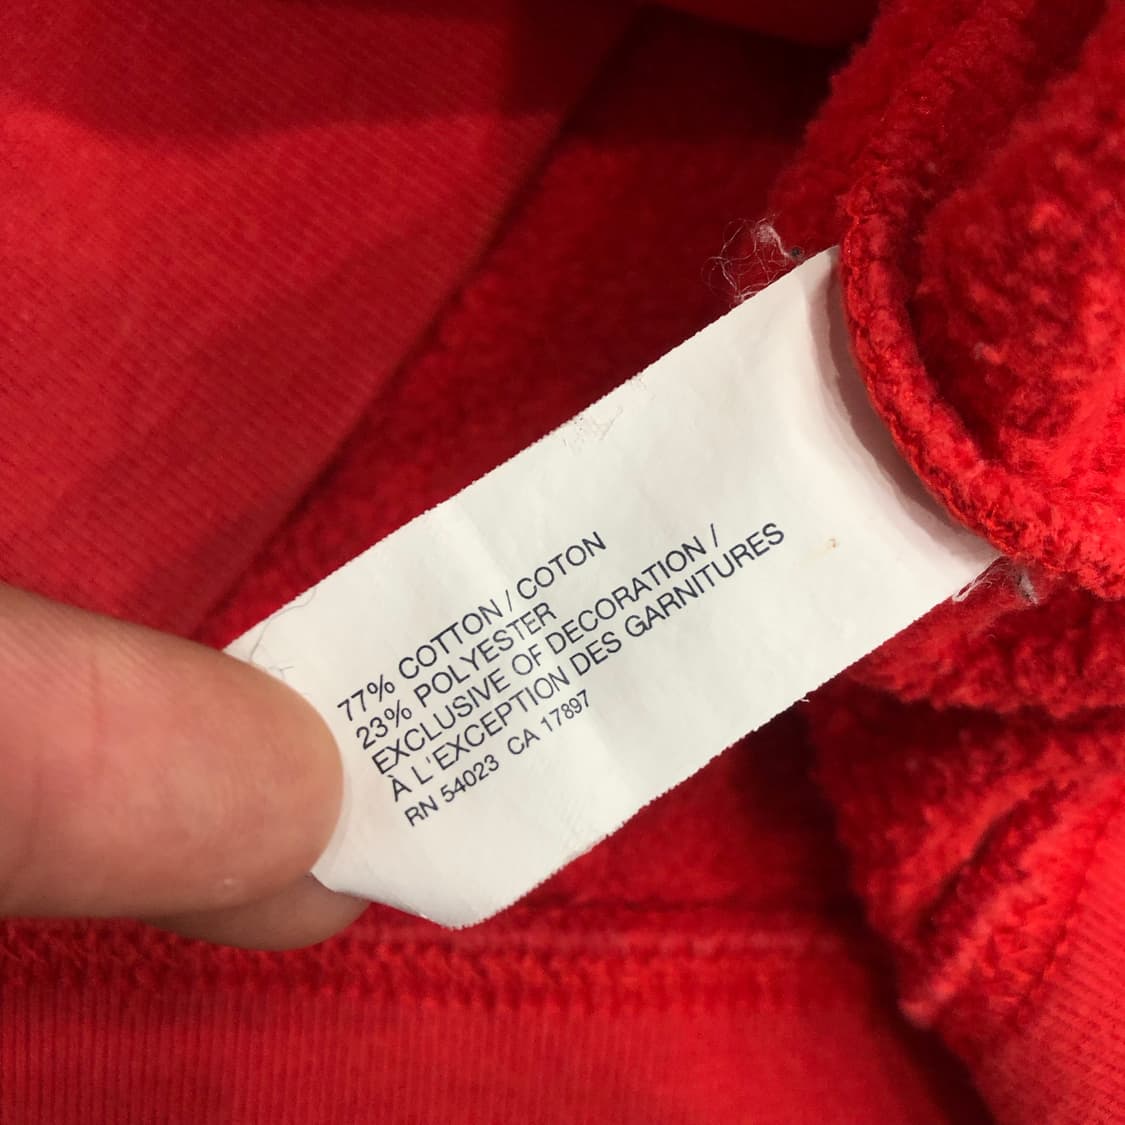 77% COTTON / COTON
23% POLYESTER
EXCLUSIVE OF DECORATION /
À L'EXCEPTION DES GARNITURES
RN 54023 CA 17897